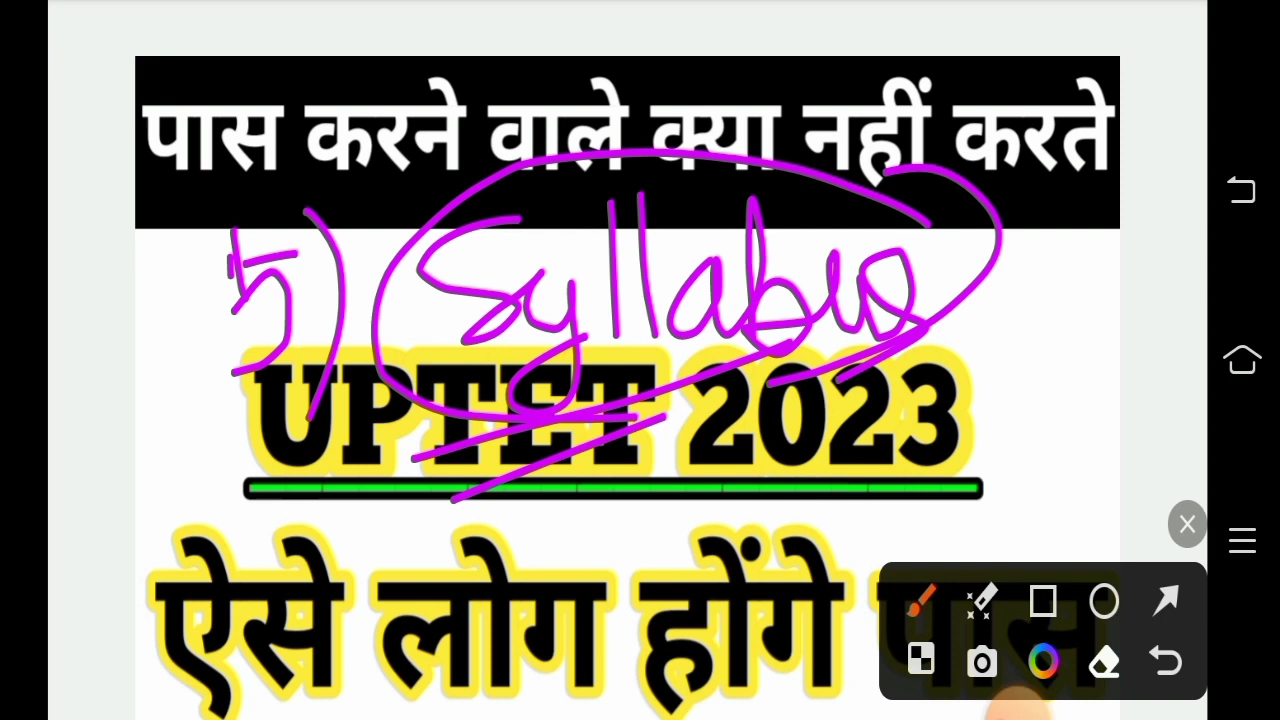 पास करने वाले क्या नहीं करते
5) Syllabus
UPTET 2023
ऐसे लोग होंगे पास